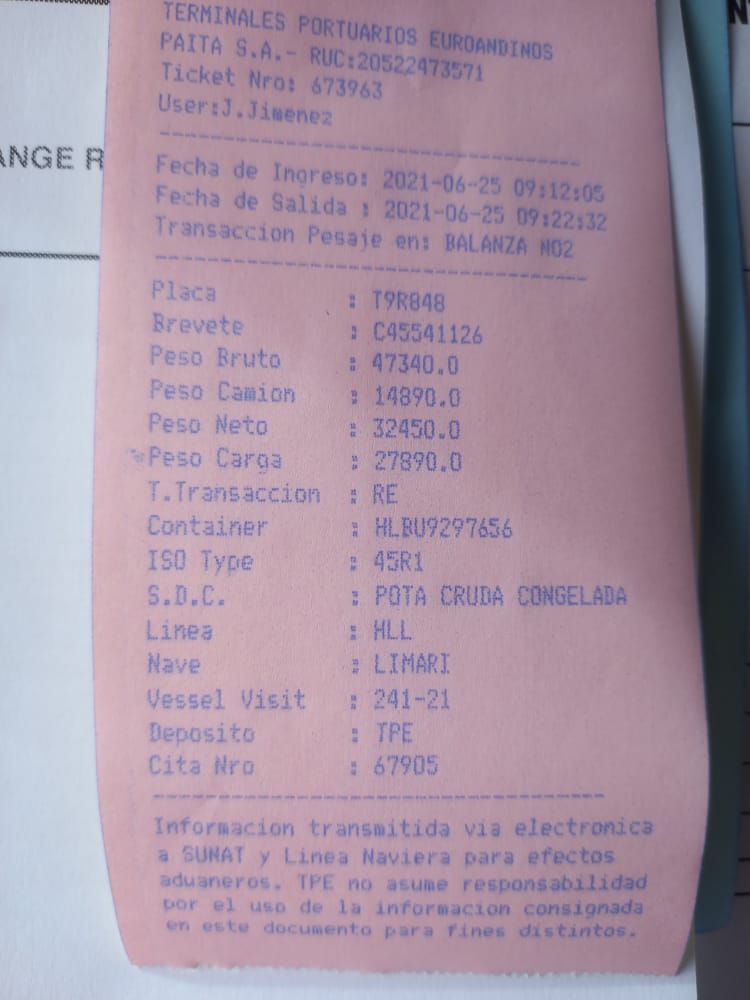 TERMINALES PORTUARIOS EUROANDINOS
PAITA S.A.- RUC:20522473571
Ticket Nro: 673963
User:J.Jimenez
ANGE R
Fecha de Ingreso: 2021-06-25 09:12:05
Fecha de Salida : 2021-06-25 09:22:32
Transaccion Pesaje en: BALANZA NO2
Placa : T9R848
Brevete : C45541126
Peso Bruto : 47340.0
Peso Camion : 14890.0
Peso Neto : 32450.0
Peso Carga : 27890.0
T.Transaccion : RE
Container : HLBU9297656
ISO Type : 45R1
S.D.C. : POTA CRUDA CONGELADA
Linea : HLL
Nave : LIMARI
Vessel Visit : 241-21
Deposito : TPE
Cita Nro : 67905
Informacion transmitida via electronica
a SUNAT y Linea Naviera para efectos
aduaneros. TPE no asume responsabilidad
por el uso de la informacion consignada
en este documento para fines distintos.